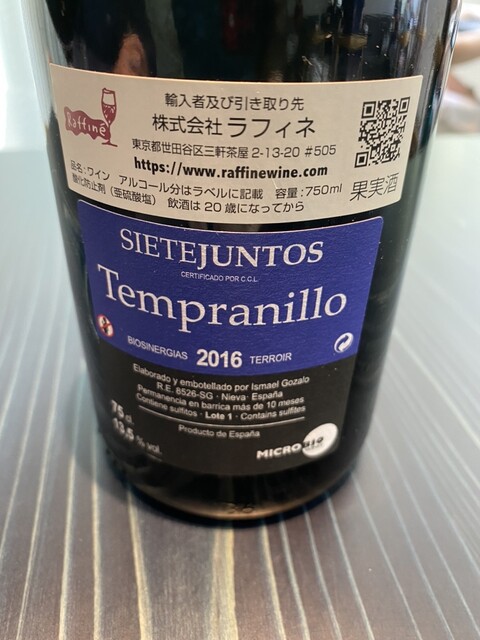 Raffiné
輸入者及び引き取り先
株式会社 ラフィネ
東京都世田谷区三軒茶屋 2-13-20 #505
https://www.raffinewine.com
品名:ワイン アルコール分はラベルに記載 容量:750ml
酸化防止剤(亜硫酸塩) 飲酒は20歳になってから
果実酒
SIETEJUNTOS
CERTIFICADO POR C.C.L.
Tempranillo
BIOSINERGIAS 2016 TERROIR
Elaborado y embotellado por Ismael Gozalo
R.E. 8526-SG · Nieva · España
Permanencia en barrica más de 10 meses
Contiene sulfitos · Lote 1 · Contains sulfites
75 cl.
13,5 % vol.
Producto de España
MICROBIO